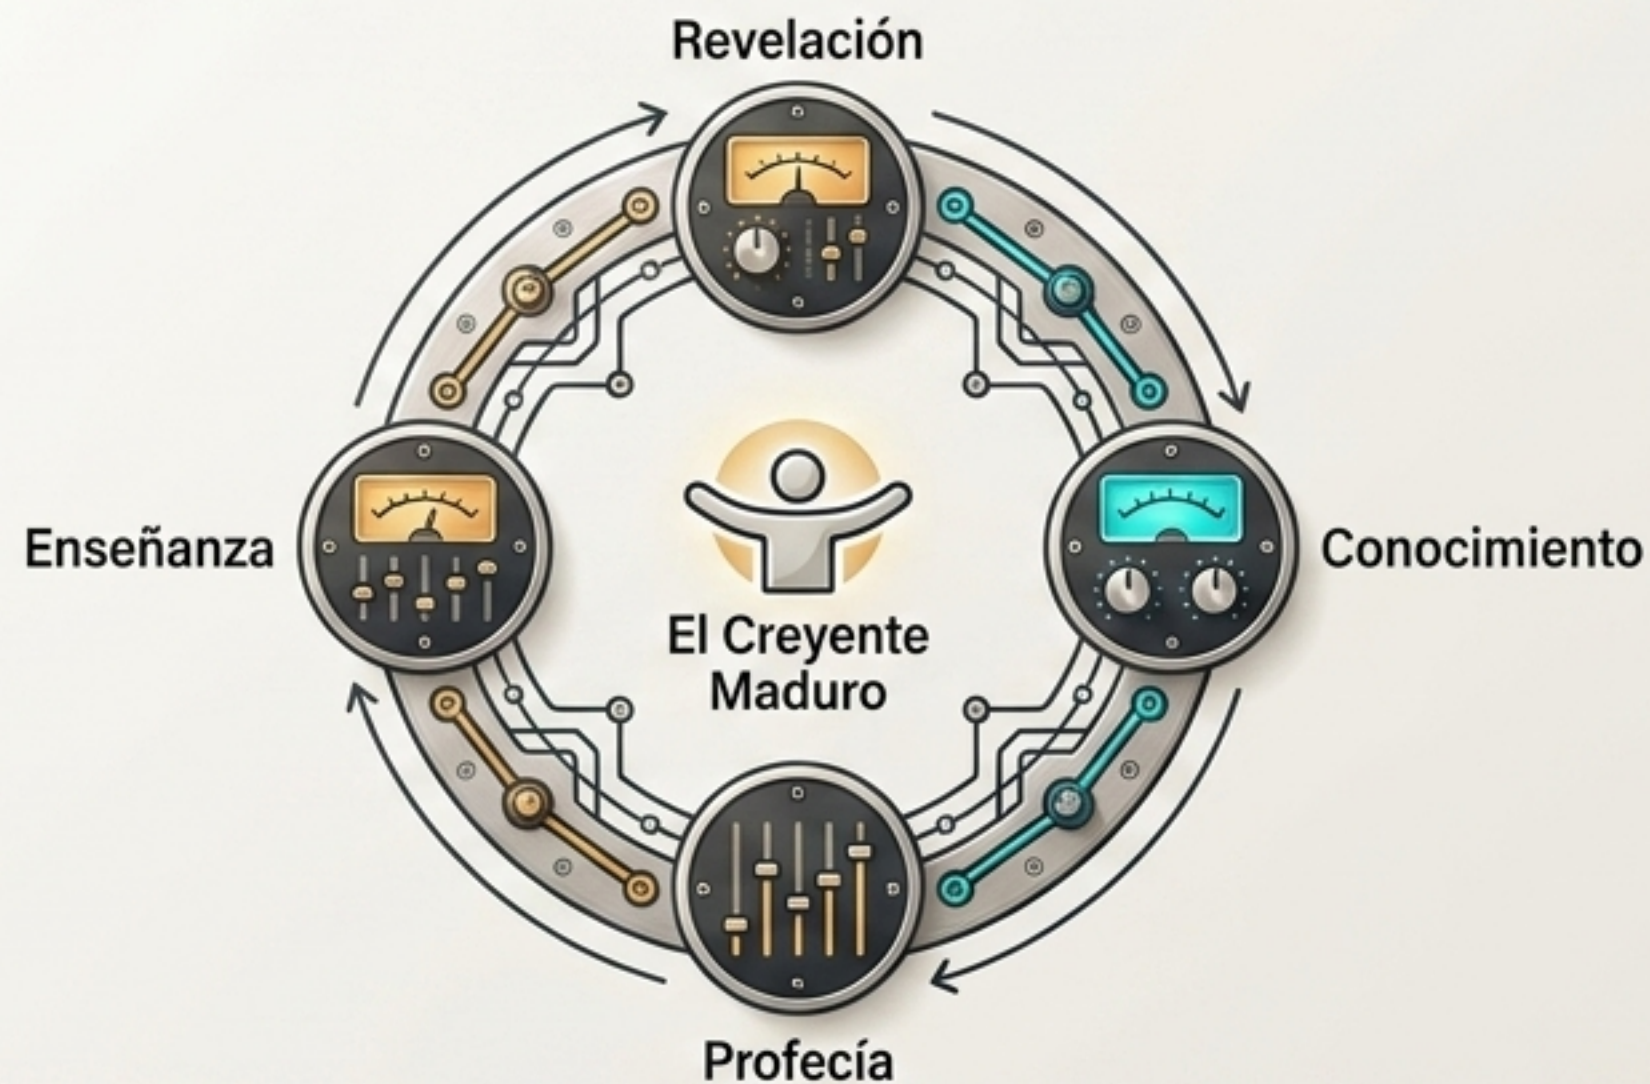 Revelación
Enseñanza
Conocimiento
El Creyente
Maduro
Profecía